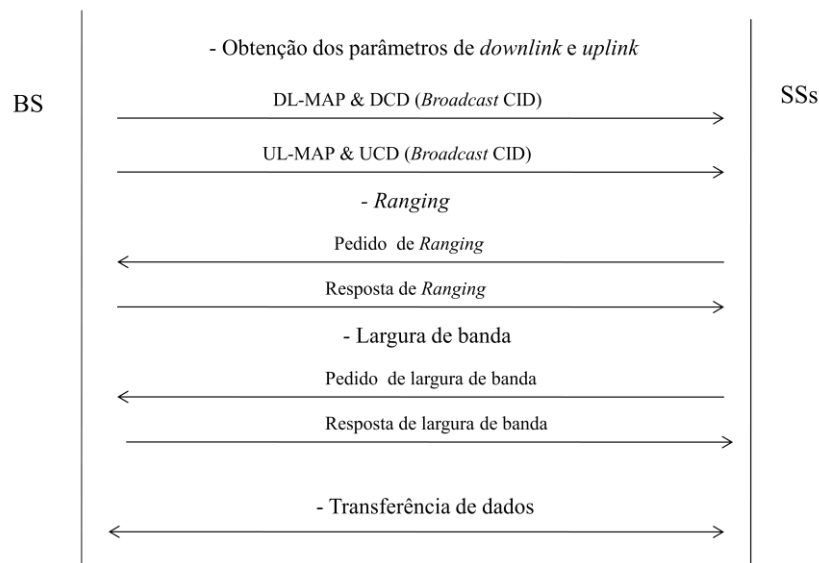 - Obtenção dos parâmetros de downlink e uplink
BS
SSs
DL-MAP & DCD (Broadcast CID)
UL-MAP & UCD (Broadcast CID)
- Ranging
Pedido de Ranging
Resposta de Ranging
- Largura de banda
Pedido de largura de banda
Resposta de largura de banda
- Transferência de dados